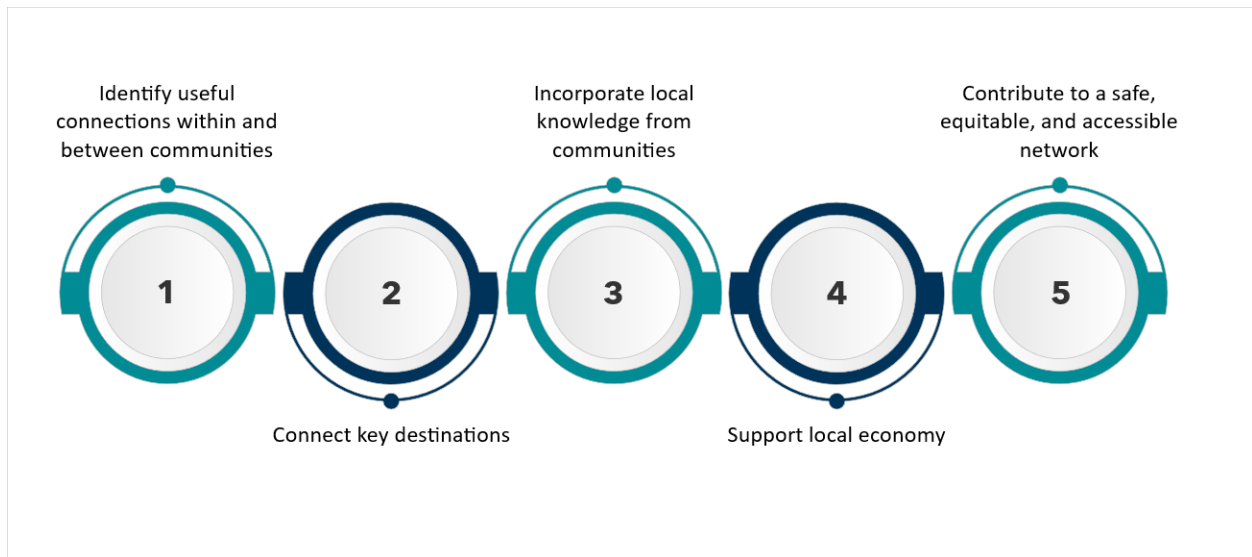 Identify useful
connections within and
between communities
1
2
Connect key destinations
Incorporate local
knowledge from
communities
3
4
Support local economy
Contribute to a safe,
equitable, and accessible
network
5